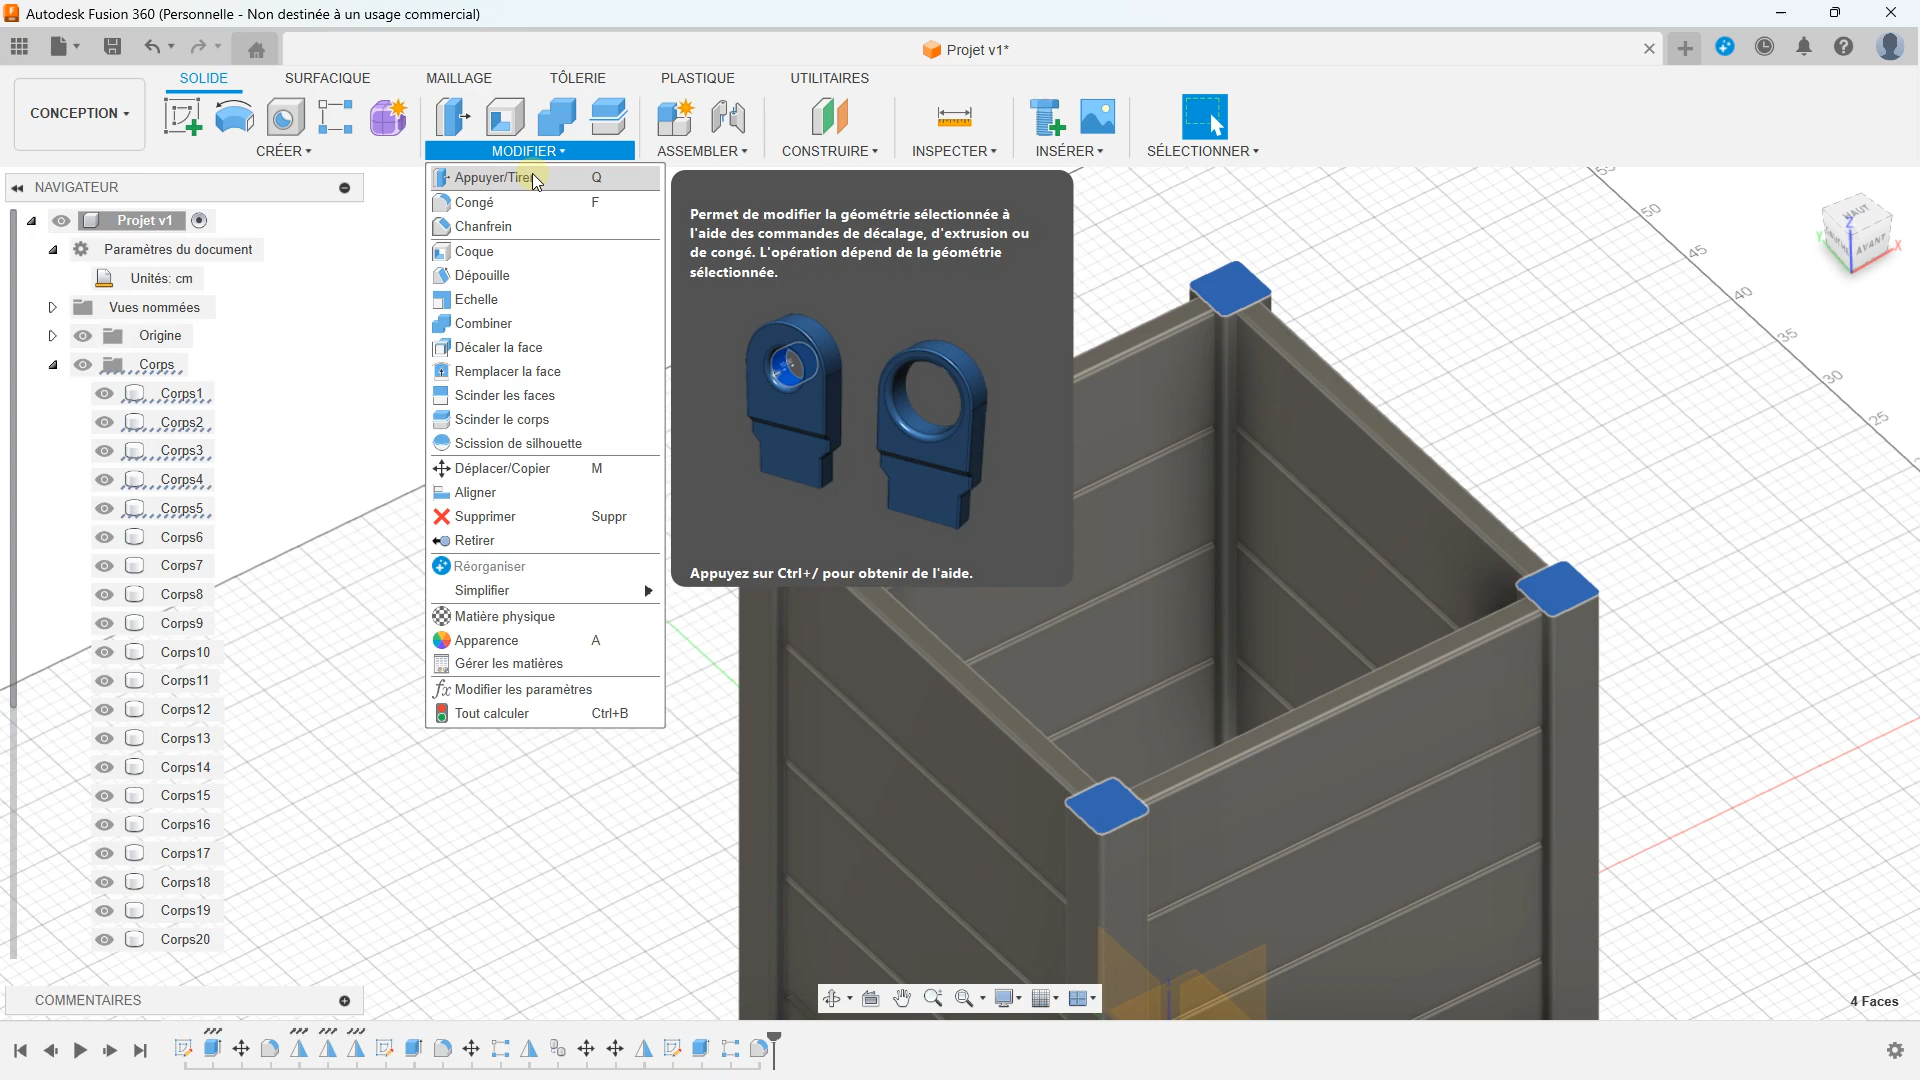 Autodesk Fusion 360 (Personnelle - Non destinée à un usage commercial)
Projet v1*
SOLIDE SURFACIQUE MAILLAGE TÔLERIE PLASTIQUE UTILITAIRES
CONCEPTION
CRÉER MODIFIER ASSEMBLER CONSTRUIRE INSPECTER INSÉRER SÉLECTIONNER
NAVIGATEUR
Projet v1
Paramètres du document
Unités: cm
Vues nommées
Origine
Corps
Corps1
Corps2
Corps3
Corps4
Corps5
Corps6
Corps7
Corps8
Corps9
Corps10
Corps11
Corps12
Corps13
Corps14
Corps15
Corps16
Corps17
Corps18
Corps19
Corps20
COMMENTAIRES
Appuyer/Tirer Q
Congé F
Chanfrein
Coque
Dépouille
Echelle
Combiner
Décaler la face
Remplacer la face
Scinder les faces
Scinder le corps
Scission de silhouette
Déplacer/Copier M
Aligner
Supprimer Suppr
Retirer
Réorganiser
Simplifier
Matière physique
Apparence A
Gérer les matières
Modifier les paramètres
Tout calculer Ctrl+B
Permet de modifier la géométrie sélectionnée à
l'aide des commandes de décalage, d'extrusion ou
de congé. L'opération dépend de la géométrie
sélectionnée.
Appuyez sur Ctrl+/ pour obtenir de l'aide.
55
50
45
40
35
30
25
HAUT
GAUCHE
AVANT
Z
Y
X
4 Faces